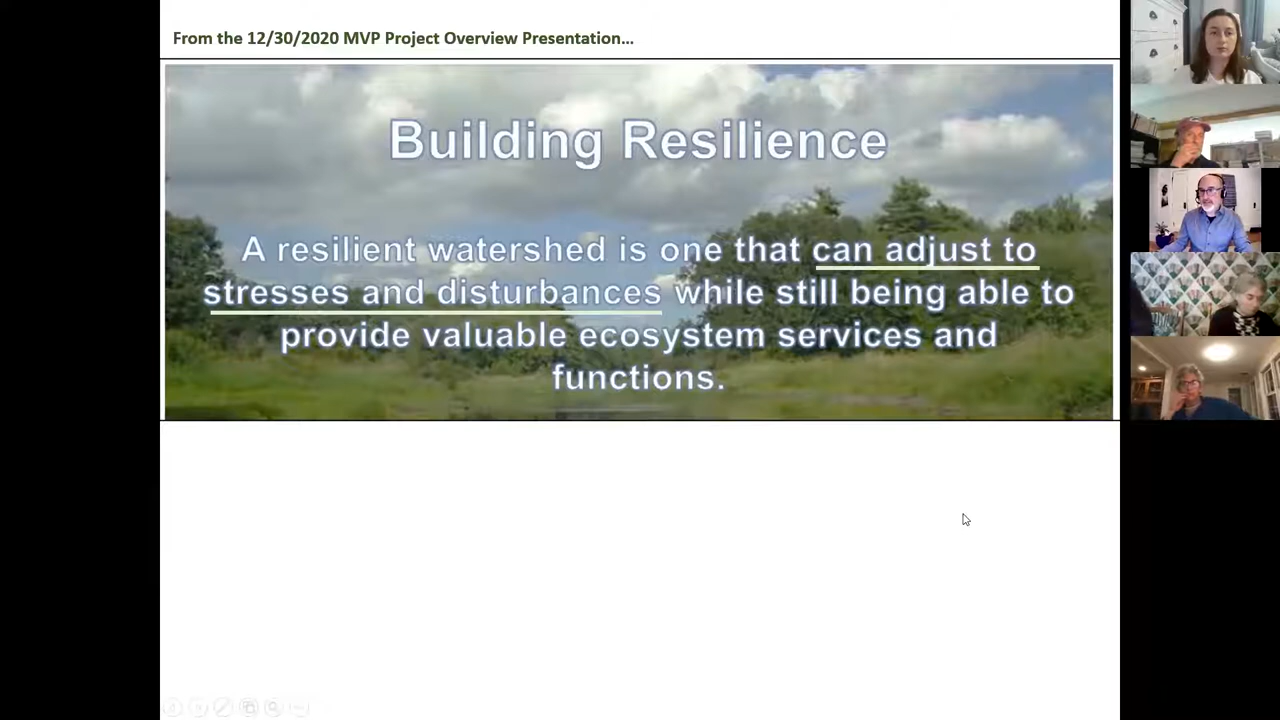 From the 12/30/2020 MVP Project Overview Presentation...
Building Resilience
A resilient watershed is one that can adjust to
stresses and disturbances while still being able to
provide valuable ecosystem services and
functions.